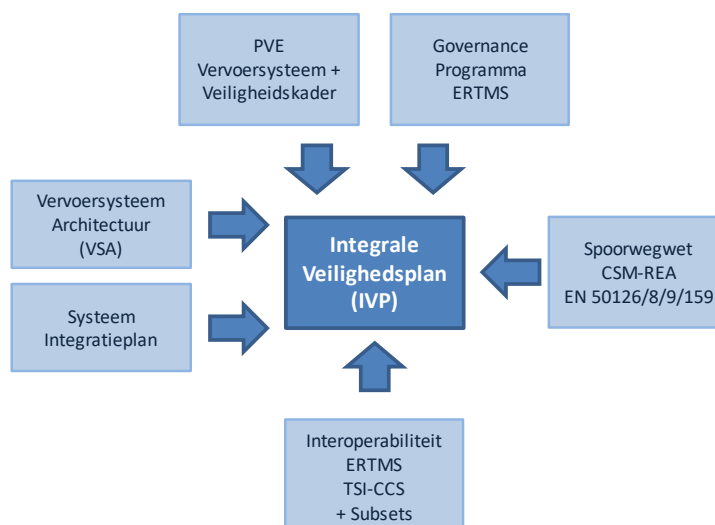 PVE
Vervoersysteem +
Veiligheidskader
Governance
Programma
ERTMS
Vervoersysteem
Architectuur
(VSA)
Integrale
Veilighedsplan
(IVP)
Spoorwegwet
CSM-REA
EN 50126/8/9/159
Systeem
Integratieplan
Interoperabiliteit
ERTMS
TSI-CCS
+ Subsets